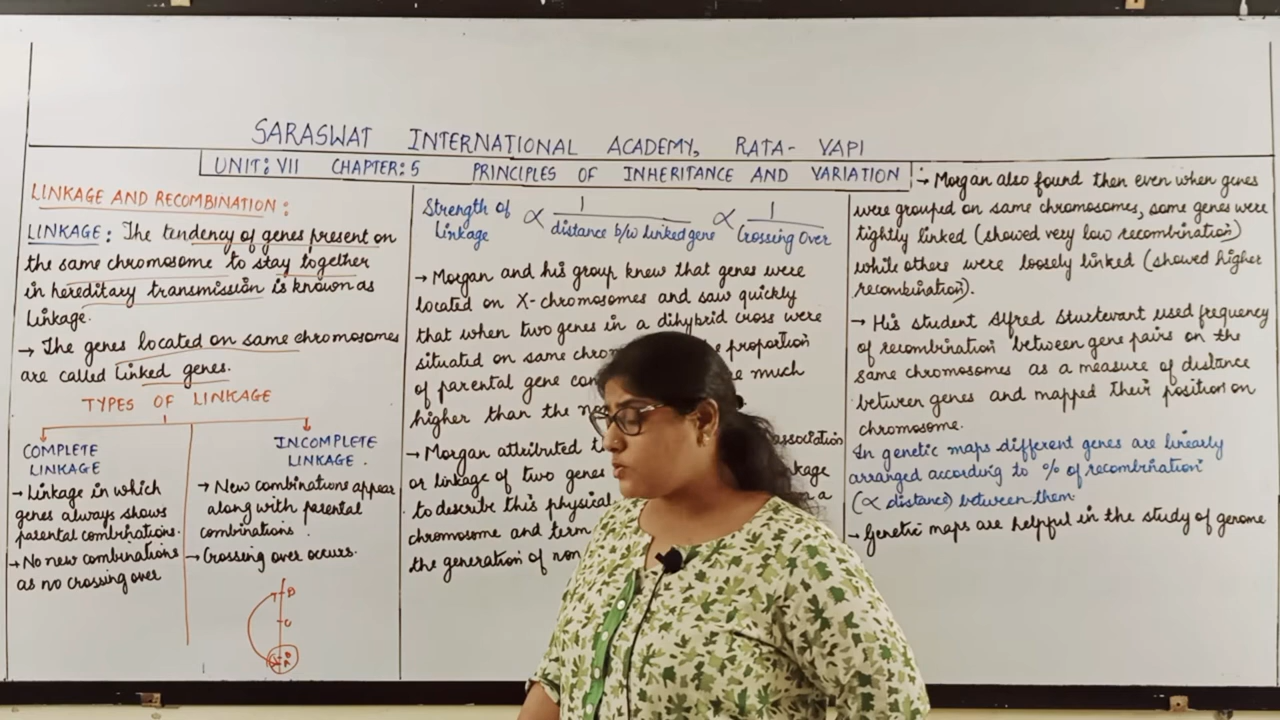 SARASWAT INTERNATIONAL ACADEMY, RATA- VAPI
UNIT: VII CHAPTER: 5 PRINCIPLES OF INHERITANCE AND VARIATION
LINKAGE AND RECOMBINATION:
LINKAGE: The tendency of genes present on
the same chromosome to stay together
in hereditary transmission is known as
linkage.
→ The genes located on same chromosomes
are called linked genes.
TYPES OF LINKAGE
COMPLETE
LINKAGE
→ Linkage in which
genes always shows
parental combinations.
→ No new combinations
as no crossing over
INCOMPLETE
LINKAGE.
→ New combinations appear
along with parental
combinations.
→ Crossing over occurs.
Strength of Linkage ∝ 1 / distance b/w linked gene ∝ 1 / Crossing Over
→ Morgan and his group knew that genes were
located on X-chromosomes and saw quickly
that when two genes in a dihybrid cross were
situated on same proportion
of parental gene much
higher than the
→ Morgan attributed association
or linkage of two genes
to describe this physical a
chromosome and term
the generation of
→ Morgan also found then even when genes
were grouped on same chromosomes, some genes were
tightly linked (showed very low recombination)
while others were loosely linked (showed higher
recombination).
→ His student Alfred Sturtevant used frequency
of recombination between gene pairs on the
same chromosomes as a measure of distance
between genes and mapped their position on
chromosome.
In genetic maps different genes are linearly
arranged according to % of recombination
(∝ distance) between them.
→ Genetic maps are helpful in the study of genome